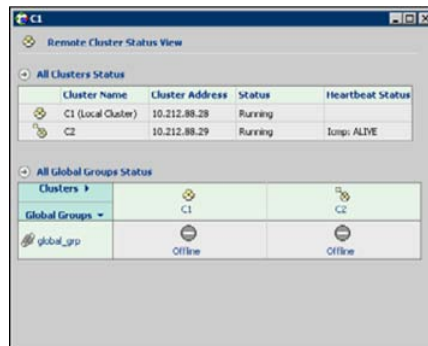 C1
Remote Cluster Status View
All Clusters Status
Cluster Name Cluster Address Status Heartbeat Status
C1 (Local Cluster) 10.212.88.28 Running
C2 10.212.88.29 Running Icmp: ALIVE
All Global Groups Status
Clusters
C1 C2
Global Groups
global_grp Offline Offline